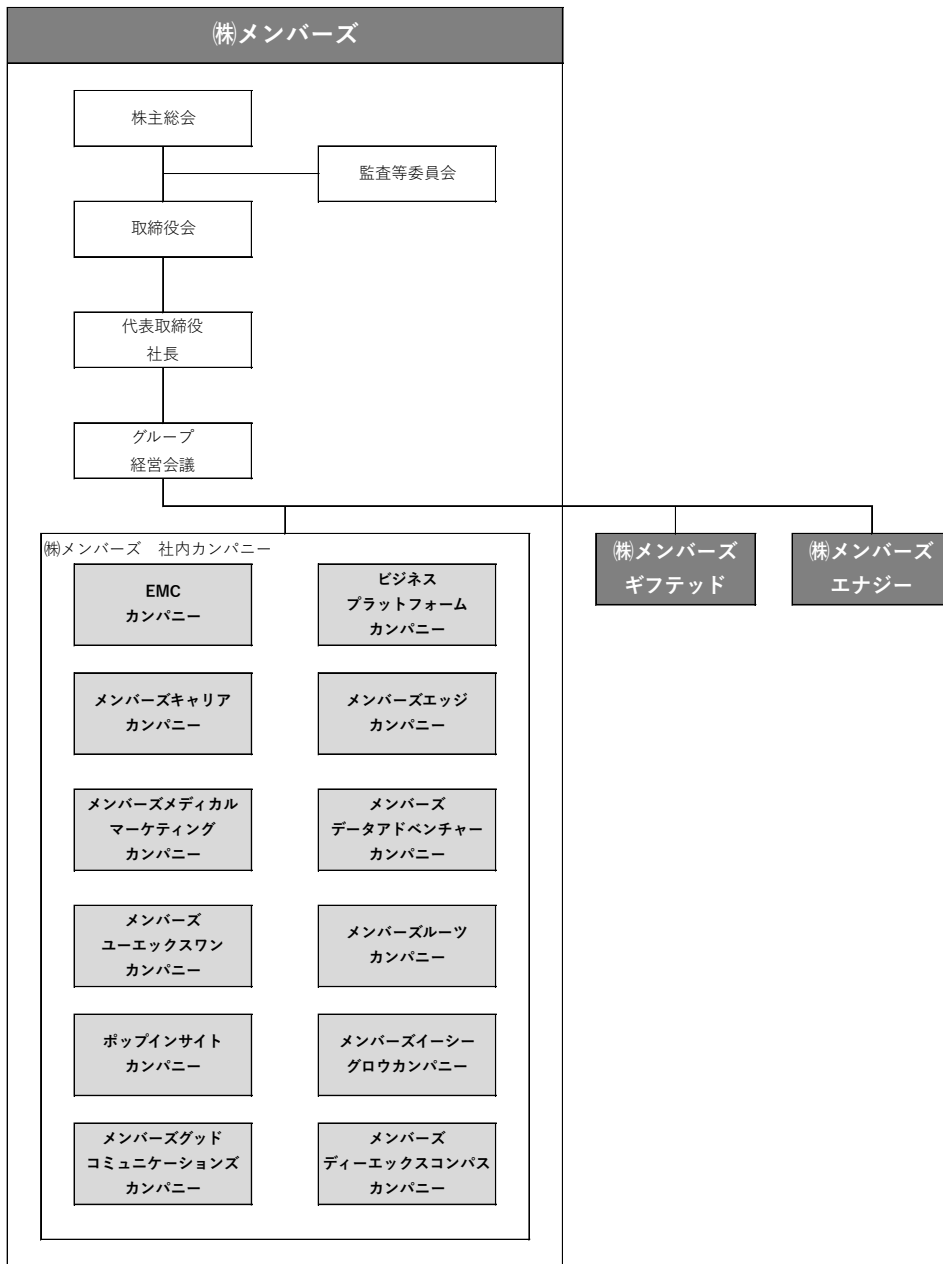 ㈱メンバーズ
株主総会
監査等委員会
取締役会
代表取締役
社長
グループ
経営会議
㈱メンバーズ　社内カンパニー
㈱メンバーズ
ギフテッド
㈱メンバーズ
エナジー
EMC
カンパニー
ビジネス
プラットフォーム
カンパニー
メンバーズキャリア
カンパニー
メンバーズエッジ
カンパニー
メンバーズメディカル
マーケティング
カンパニー
メンバーズ
データアドベンチャー
カンパニー
メンバーズ
ユーエックスワン
カンパニー
メンバーズルーツ
カンパニー
ポップインサイト
カンパニー
メンバーズイーシー
グロウカンパニー
メンバーズグッド
コミュニケーションズ
カンパニー
メンバーズ
ディーエックスコンパス
カンパニー